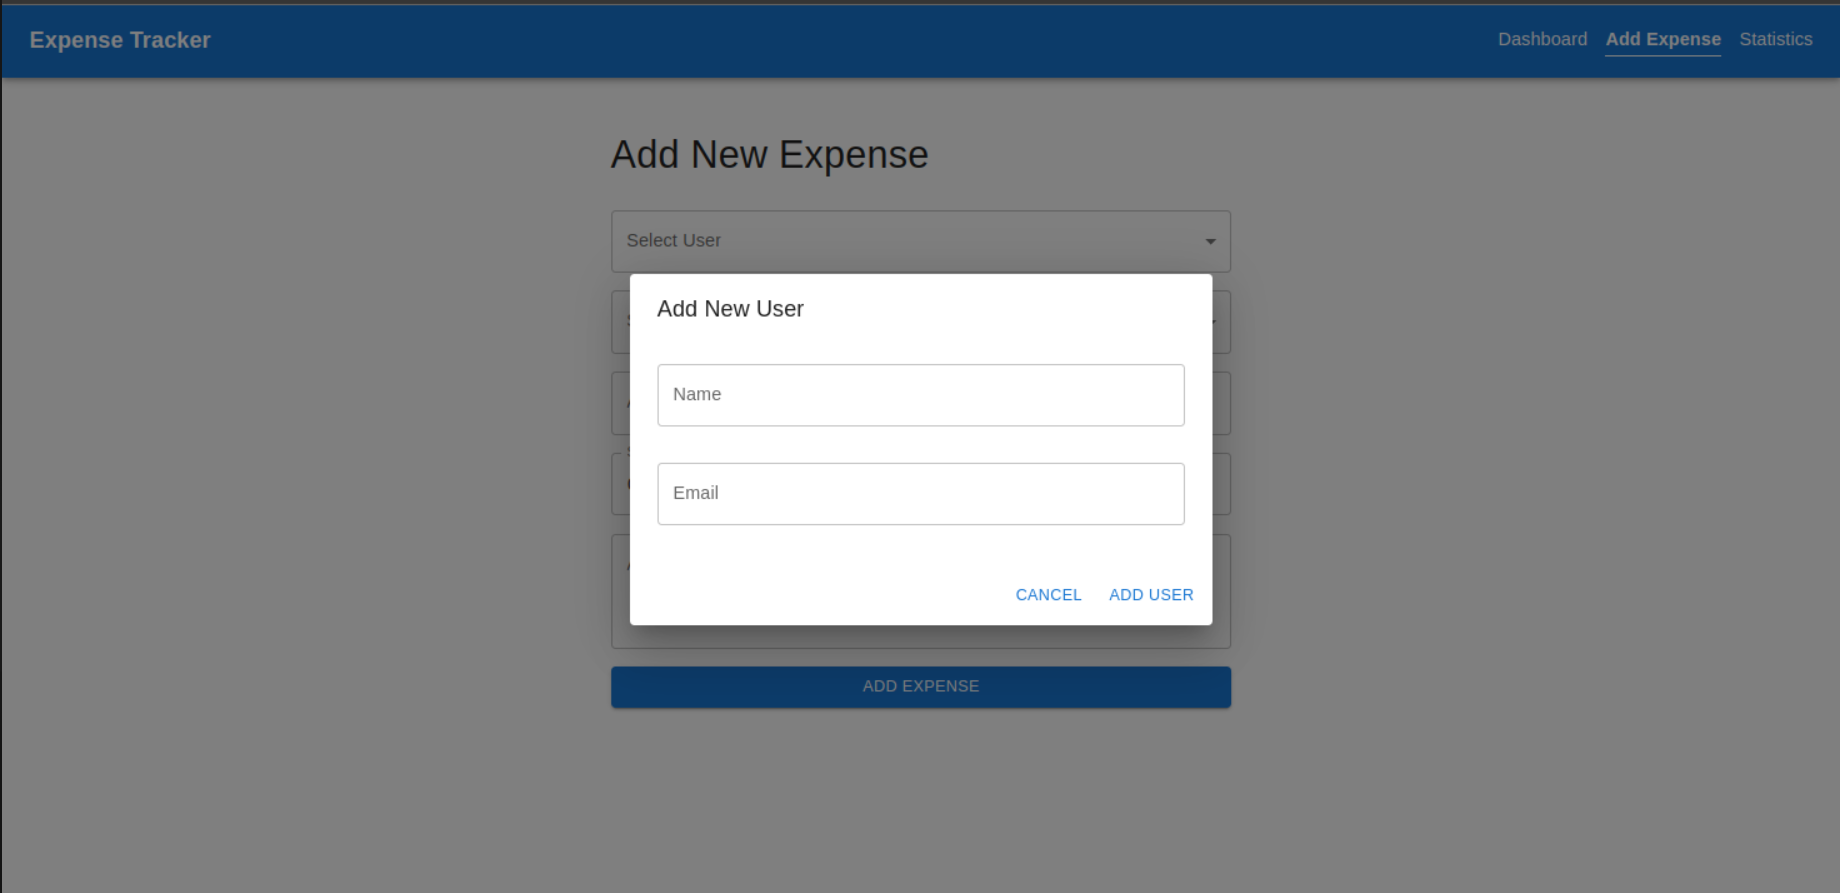 Expense Tracker
Dashboard Add Expense Statistics
Add New Expense
Select User
Add New User
Name
Email
CANCEL ADD USER
ADD EXPENSE